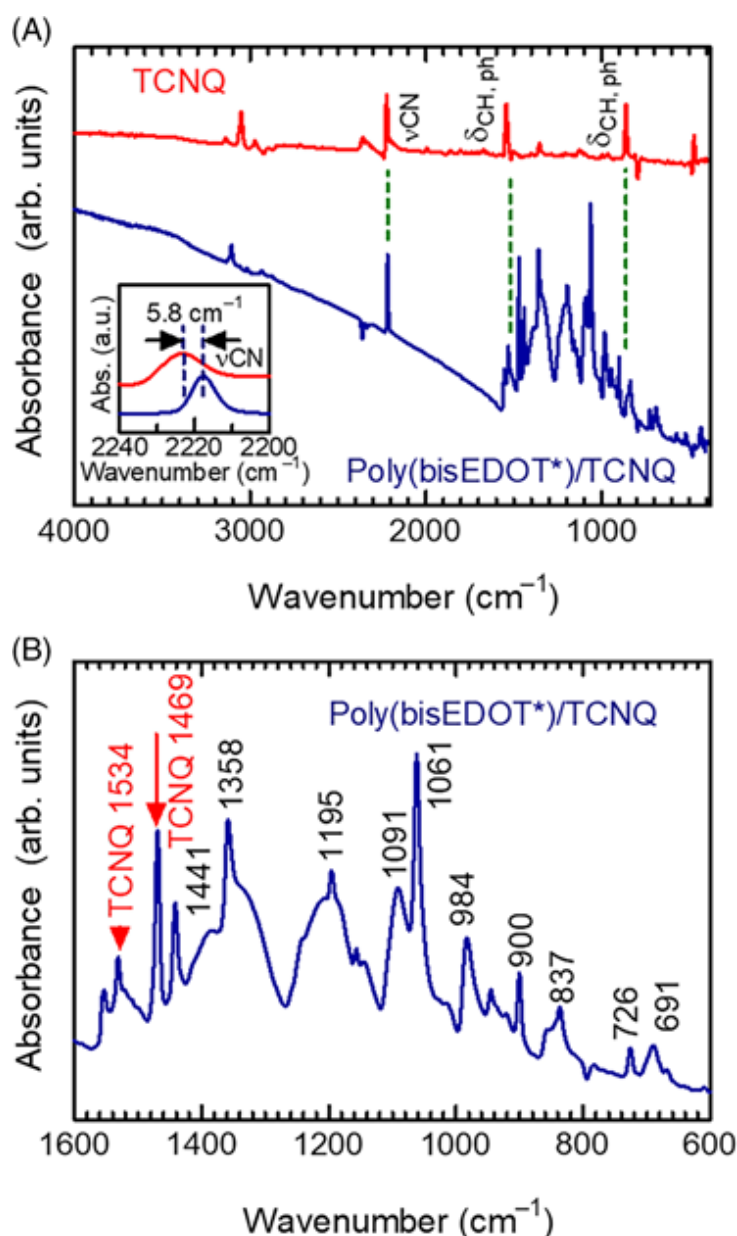 (A)
TCNQ
νCN
δCH, ph
δCH, ph
Absorbance (arb. units)
5.8 cm⁻¹
νCN
Abs. (a.u.)
2240 2220 2200
Wavenumber (cm⁻¹)
Poly(bisEDOT*)/TCNQ
4000 3000 2000 1000
Wavenumber (cm⁻¹)
(B)
Poly(bisEDOT*)/TCNQ
Absorbance (arb. units)
TCNQ 1534
TCNQ 1469
1441
1358
1195
1091
1061
984
900
837
726
691
1600 1400 1200 1000 800 600
Wavenumber (cm⁻¹)